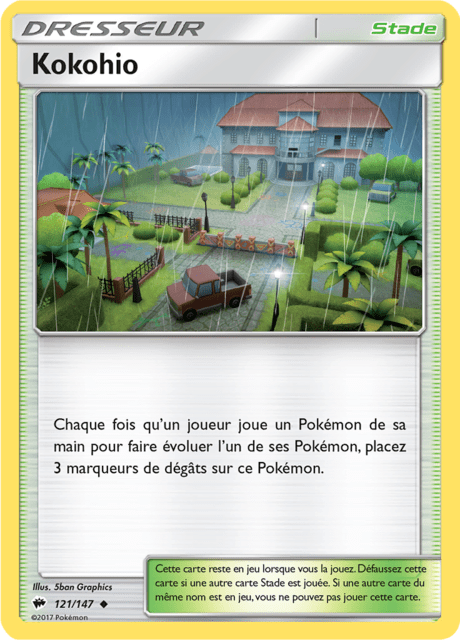 DRESSEUR
Stade
Kokohio
Chaque fois qu'un joueur joue un Pokémon de sa
main pour faire évoluer l'un de ses Pokémon, placez
3 marqueurs de dégâts sur ce Pokémon.
Cette carte reste en jeu lorsque vous la jouez. Défaussez cette
carte si une autre carte Stade est jouée. Si une autre carte du
même nom est en jeu, vous ne pouvez pas jouer cette carte.
Illus. 5ban Graphics
121/147
©2017 Pokémon